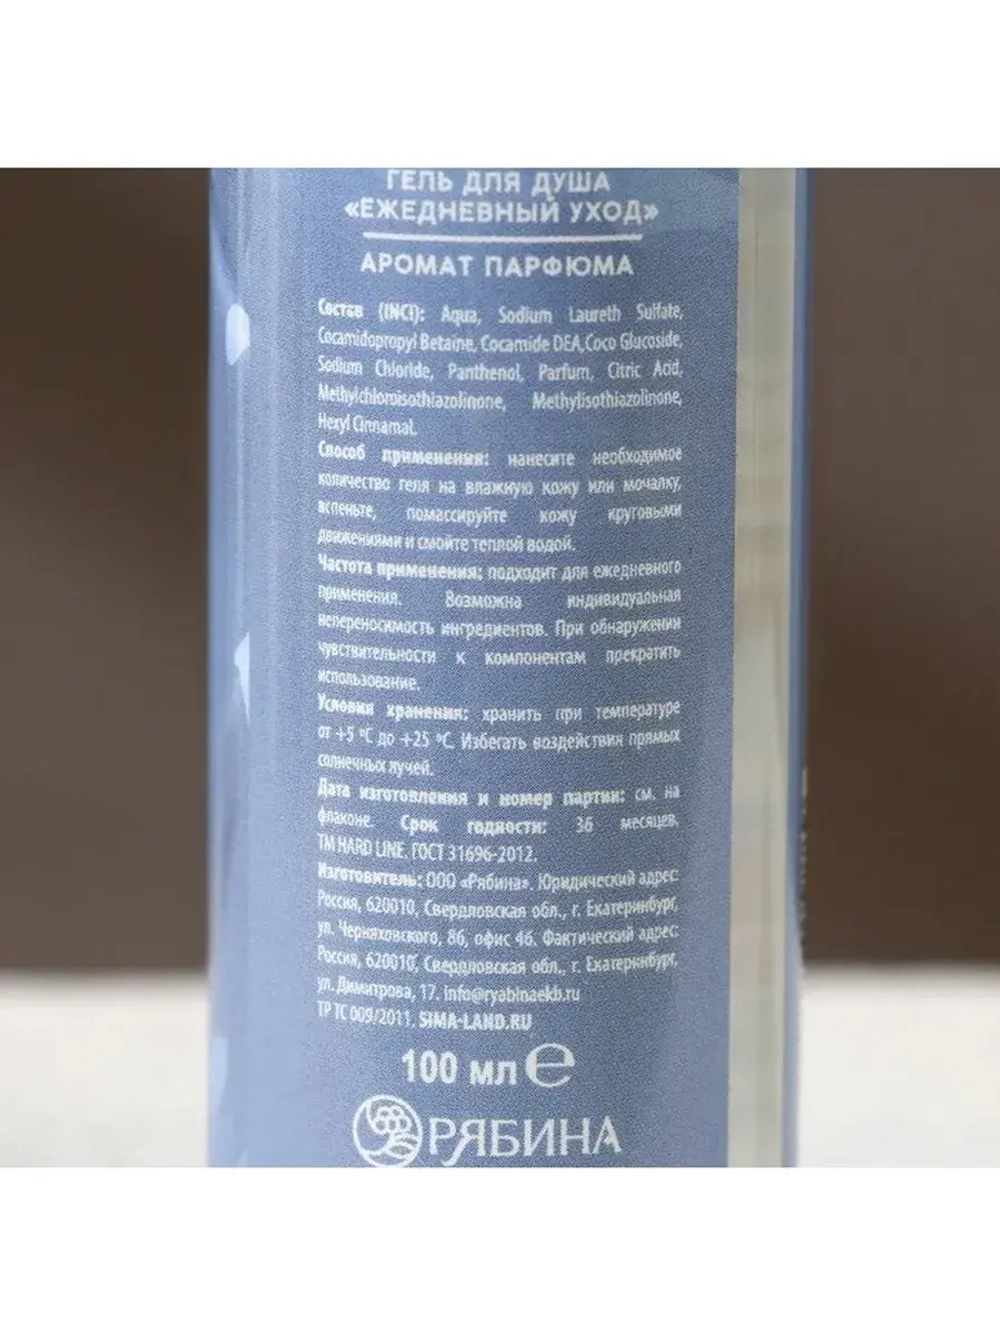 ГЕЛЬ ДЛЯ ДУША
«ЕЖЕДНЕВНЫЙ УХОД»
АРОМАТ ПАРФЮМА
Состав (INCI): Aqua, Sodium Laureth Sulfate,
Cocamidopropyl Betaine, Cocamide DEA,Coco Glucoside,
Sodium Chloride, Panthenol, Parfum, Citric Acid,
Methylchloroisothiazolinone, Methylisothiazolinone,
Hexyl Cinnamal.
Способ применения: нанесите необходимое
количество геля на влажную кожу или мочалку,
вспеньте, помассируйте кожу круговыми
движениями и смойте теплой водой.
Частота применения: подходит для ежедневного
применения. Возможна индивидуальная
непереносимость ингредиентов. При обнаружении
чувствительности к компонентам прекратить
использование.
Условия хранения: хранить при температуре
от +5 °С до +25 °С. Избегать воздействия прямых
солнечных лучей.
Дата изготовления и номер партии: см. на
флаконе. Срок годности: 36 месяцев.
ТМ HARD LINE. ГОСТ 31696-2012.
Изготовитель: ООО «Рябина». Юридический адрес:
Россия, 620010, Свердловская обл., г. Екатеринбург,
ул. Черняховского, 86, офис 46. Фактический адрес:
Россия, 620010, Свердловская обл., г. Екатеринбург,
ул. Димитрова, 17. info@ryabinaekb.ru
ТР ТС 009/2011. SIMA-LAND.RU
100 мл ℮
РЯБИНА